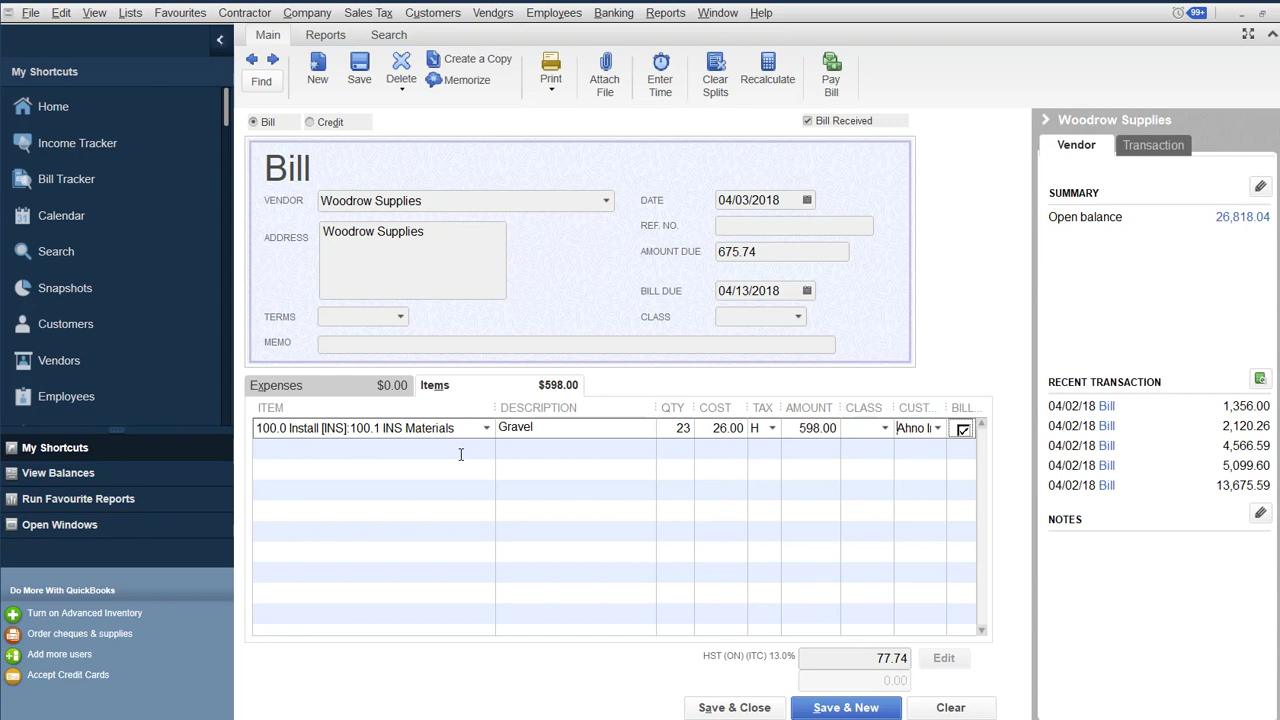 File Edit View Lists Favourites Contractor Company Sales Tax Customers Vendors Employees Banking Reports Window Help
99+
My Shortcuts
Home
Income Tracker
Bill Tracker
Calendar
Search
Snapshots
Customers
Vendors
Employees
My Shortcuts
View Balances
Run Favourite Reports
Open Windows
Do More With QuickBooks
Turn on Advanced Inventory
Order cheques & supplies
Add more users
Accept Credit Cards
Main Reports Search
Find
New
Save
Delete
Create a Copy
Memorize
Print
Attach File
Enter Time
Clear Splits
Recalculate
Pay Bill
Bill Credit Bill Received
Bill
VENDOR Woodrow Supplies
ADDRESS Woodrow Supplies
TERMS
MEMO
DATE 04/03/2018
REF. NO.
AMOUNT DUE 675.74
BILL DUE 04/13/2018
CLASS
Expenses $0.00 Items $598.00
ITEM DESCRIPTION QTY COST TAX AMOUNT CLASS CUST... BILL...
100.0 Install [INS]:100.1 INS Materials Gravel 23 26.00 H 598.00 Ahno
HST (ON) (ITC) 13.0% 77.74 Edit
0.00
Save & Close Save & New Clear
Woodrow Supplies
Vendor Transaction
SUMMARY
Open balance 26,818.04
RECENT TRANSACTION
04/02/18 Bill 1,356.00
04/02/18 Bill 2,120.26
04/02/18 Bill 4,566.59
04/02/18 Bill 5,099.60
04/02/18 Bill 13,675.59
NOTES